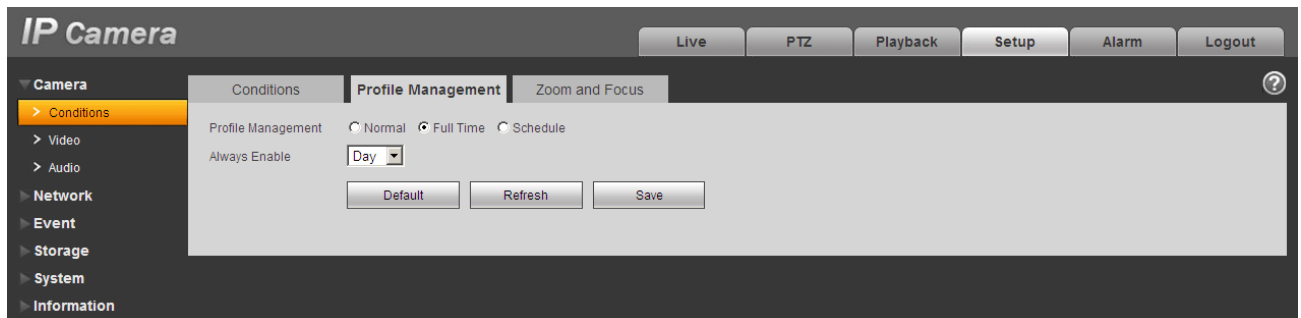 IP Camera
Live PTZ Playback Setup Alarm Logout
Camera
Conditions Profile Management Zoom and Focus ?
> Conditions
Profile Management Normal Full Time Schedule
> Video
Always Enable Day
> Audio
Network
Default Refresh Save
Event
Storage
System
Information